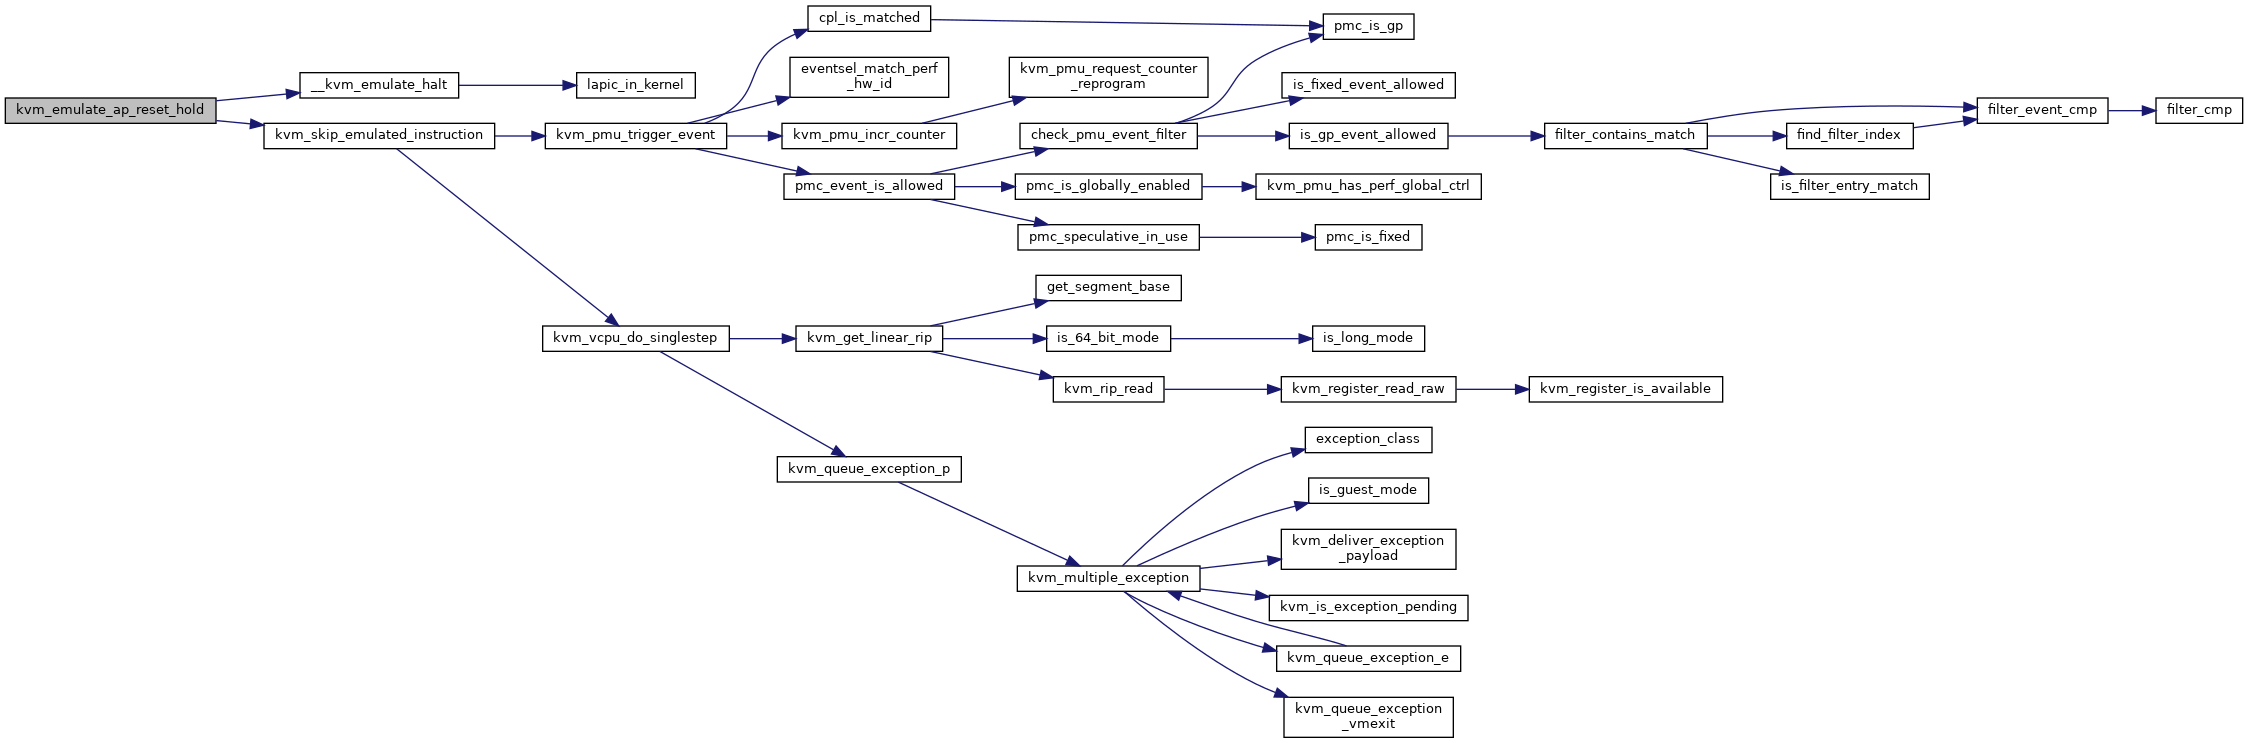 kvm_emulate_ap_reset_hold
__kvm_emulate_halt
lapic_in_kernel
kvm_skip_emulated_instruction
kvm_pmu_trigger_event
cpl_is_matched
pmc_is_gp
eventsel_match_perf
_hw_id
kvm_pmu_incr_counter
kvm_pmu_request_counter
_reprogram
pmc_event_is_allowed
check_pmu_event_filter
is_fixed_event_allowed
is_gp_event_allowed
filter_contains_match
filter_event_cmp
filter_cmp
find_filter_index
is_filter_entry_match
pmc_is_globally_enabled
kvm_pmu_has_perf_global_ctrl
pmc_speculative_in_use
pmc_is_fixed
kvm_vcpu_do_singlestep
kvm_get_linear_rip
get_segment_base
is_64_bit_mode
is_long_mode
kvm_rip_read
kvm_register_read_raw
kvm_register_is_available
kvm_queue_exception_p
kvm_multiple_exception
exception_class
is_guest_mode
kvm_deliver_exception
_payload
kvm_is_exception_pending
kvm_queue_exception_e
kvm_queue_exception
_vmexit